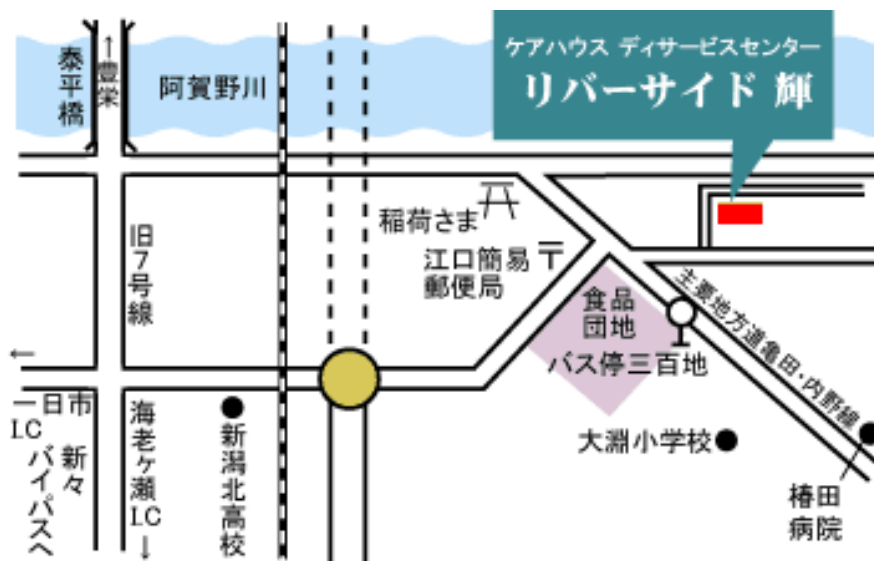 ケアハウス ディサービスセンター
リバーサイド 輝
↑豊栄
泰平橋
阿賀野川
稲荷さま
江口簡易
郵便局
旧7号線
食品
団地
バス停三百地
主要地方道亀田・内野線
←
一日市
I.C
新々
バイパスへ
海老ヶ瀬I.C
↓
新潟北高校
大淵小学校
椿田
病院